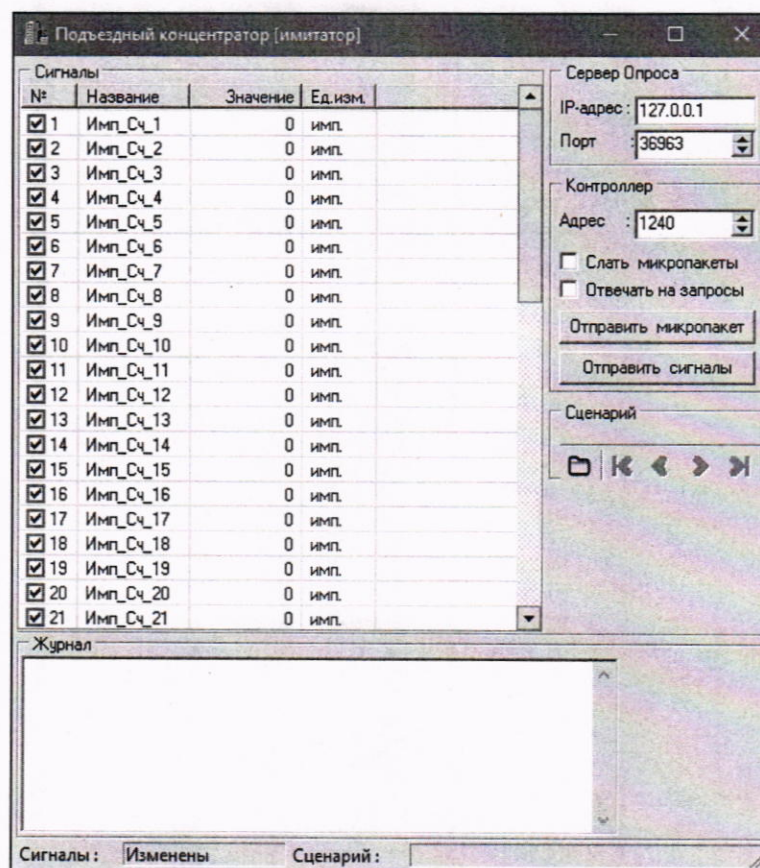 Подъездный концентратор [имитатор]
Сигналы
№ Название Значение Ед.изм.
1 Имп_Сч_1 0 имп.
2 Имп_Сч_2 0 имп.
3 Имп_Сч_3 0 имп.
4 Имп_Сч_4 0 имп.
5 Имп_Сч_5 0 имп.
6 Имп_Сч_6 0 имп.
7 Имп_Сч_7 0 имп.
8 Имп_Сч_8 0 имп.
9 Имп_Сч_9 0 имп.
10 Имп_Сч_10 0 имп.
11 Имп_Сч_11 0 имп.
12 Имп_Сч_12 0 имп.
13 Имп_Сч_13 0 имп.
14 Имп_Сч_14 0 имп.
15 Имп_Сч_15 0 имп.
16 Имп_Сч_16 0 имп.
17 Имп_Сч_17 0 имп.
18 Имп_Сч_18 0 имп.
19 Имп_Сч_19 0 имп.
20 Имп_Сч_20 0 имп.
21 Имп_Сч_21 0 имп.
Сервер Опроса
IP-адрес : 127.0.0.1
Порт : 36963
Контроллер
Адрес : 1240
Слать микропакеты
Отвечать на запросы
Отправить микропакет
Отправить сигналы
Сценарий
Журнал
Сигналы : Изменены Сценарий :